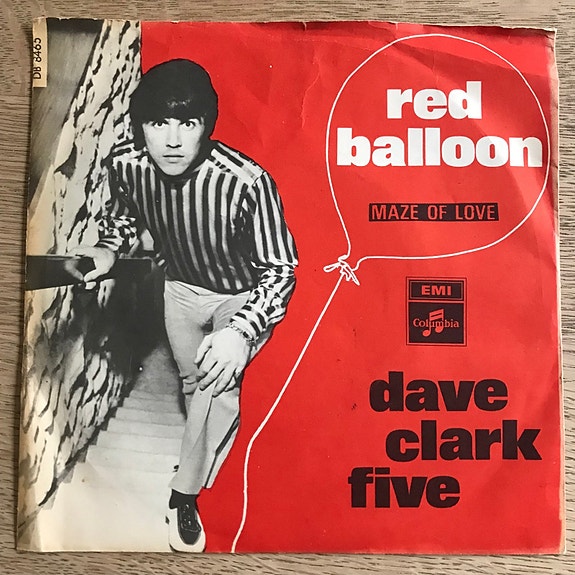 DB 8465
red
balloon
MAZE OF LOVE
EMI
Columbia
dave
clark
five